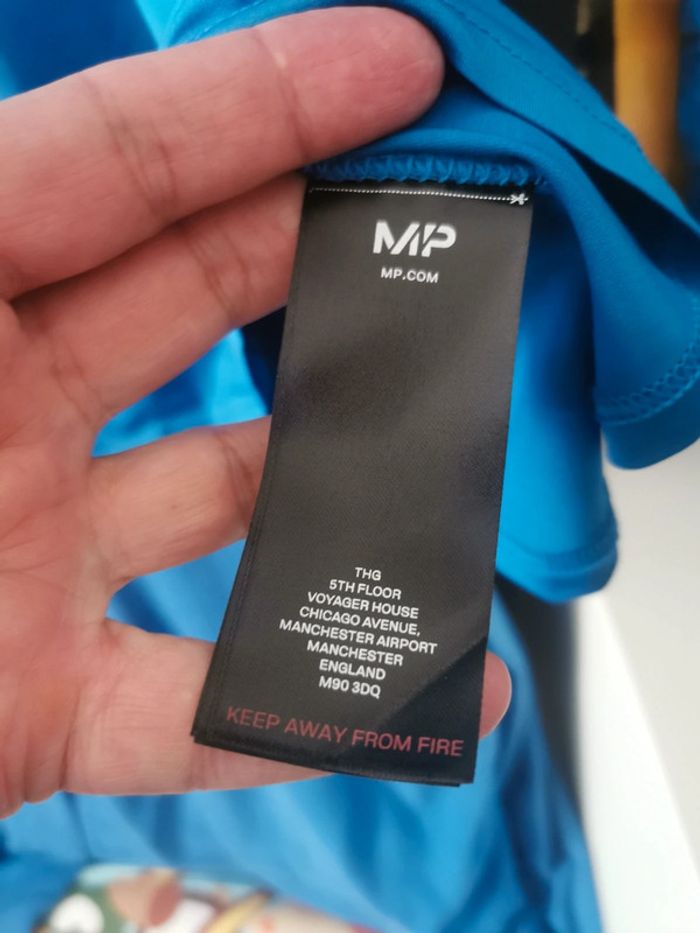 MP
MP.COM
THG
5TH FLOOR
VOYAGER HOUSE
CHICAGO AVENUE,
MANCHESTER AIRPORT
MANCHESTER
ENGLAND
M90 3DQ
KEEP AWAY FROM FIRE